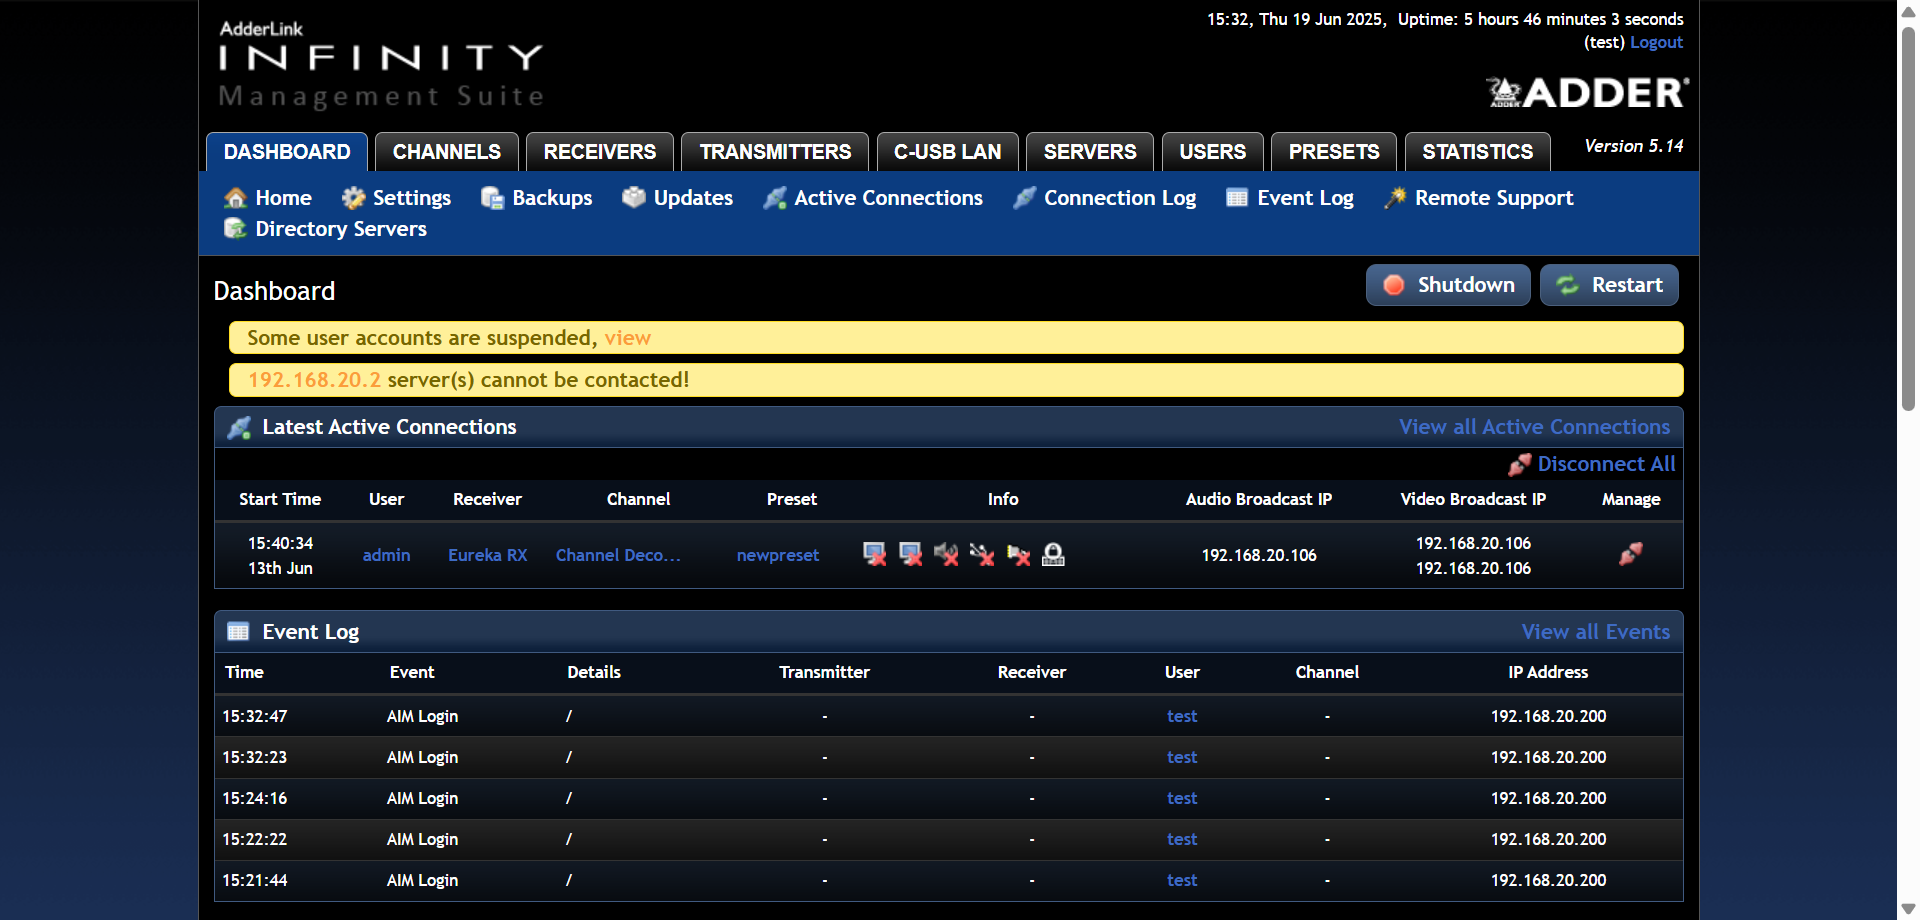 AdderLink
INFINITY
Management Suite
15:32, Thu 19 Jun 2025, Uptime: 5 hours 46 minutes 3 seconds
(test) Logout
ADDER
ADDER
Version 5.14
DASHBOARD CHANNELS RECEIVERS TRANSMITTERS C-USB LAN SERVERS USERS PRESETS STATISTICS
Home Settings Backups Updates Active Connections Connection Log Event Log Remote Support
Directory Servers
Dashboard
Shutdown Restart
Some user accounts are suspended, view
192.168.20.2 server(s) cannot be contacted!
Latest Active Connections View all Active Connections
Disconnect All
Start Time User Receiver Channel Preset Info Audio Broadcast IP Video Broadcast IP Manage
15:40:34 192.168.20.106
admin Eureka RX Channel Deco... newpreset 192.168.20.106
13th Jun 192.168.20.106
Event Log View all Events
Time Event Details Transmitter Receiver User Channel IP Address
15:32:47 AIM Login / - - test - 192.168.20.200
15:32:23 AIM Login / - - test - 192.168.20.200
15:24:16 AIM Login / - - test - 192.168.20.200
15:22:22 AIM Login / - - test - 192.168.20.200
15:21:44 AIM Login / - - test - 192.168.20.200